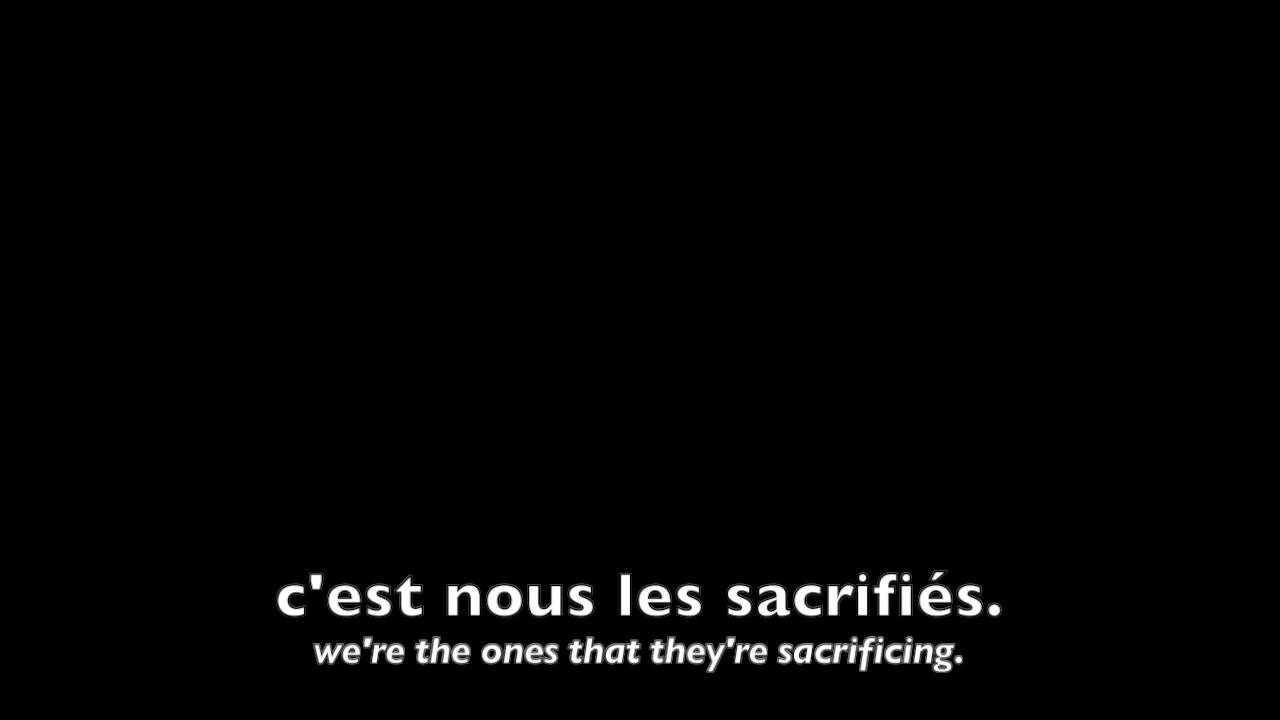 c'est nous les sacrifiés.
we're the ones that they're sacrificing.